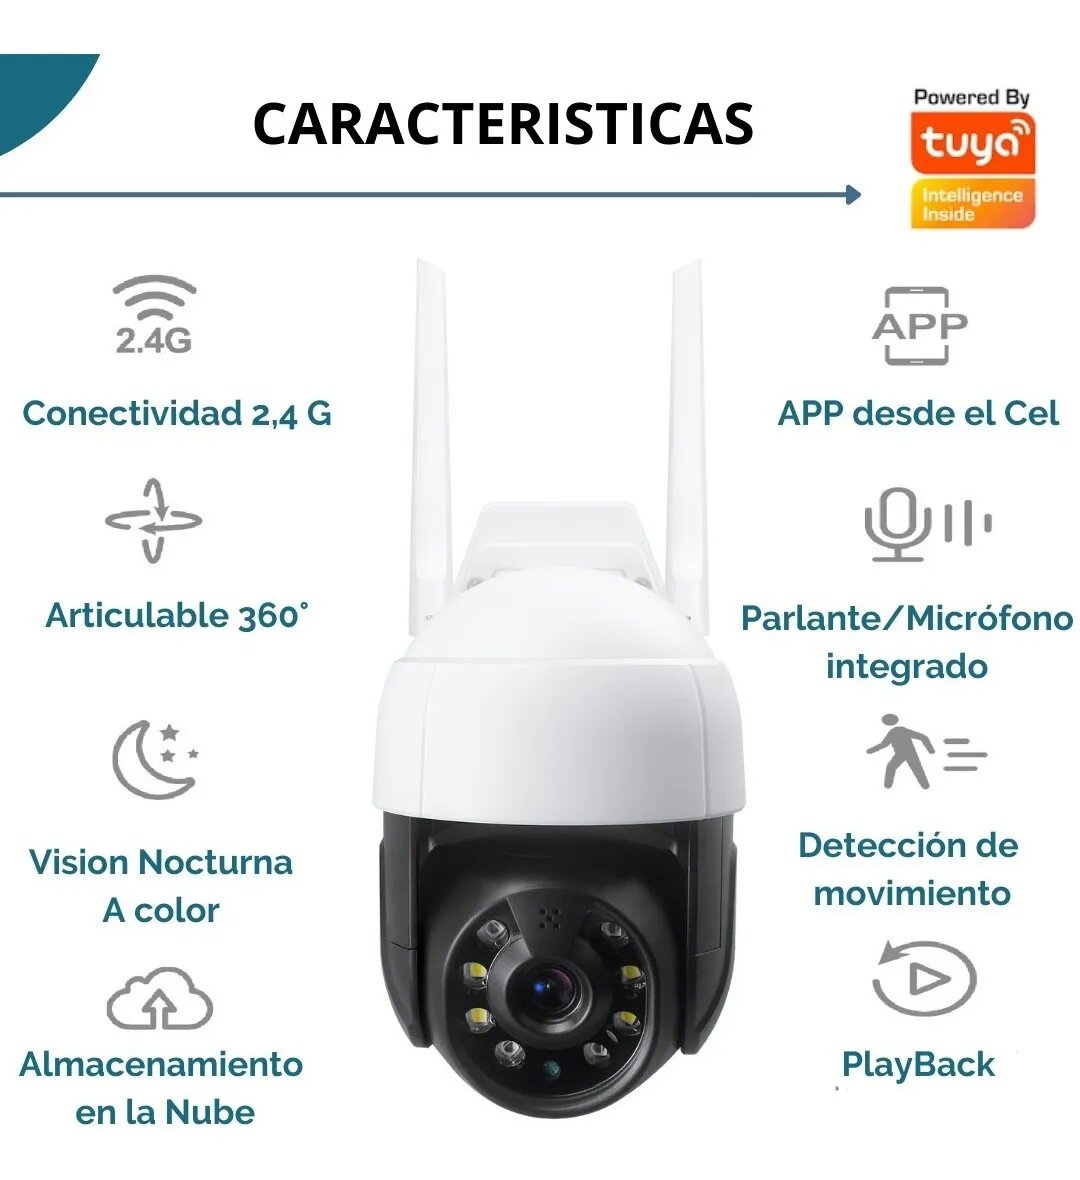 CARACTERISTICAS
Powered By
tuya
Intelligence
Inside
2.4G
Conectividad 2,4 G
APP
APP desde el Cel
Articulable 360°
Parlante/Micrófono
integrado
Vision Nocturna
A color
Detección de
movimiento
Almacenamiento
en la Nube
PlayBack